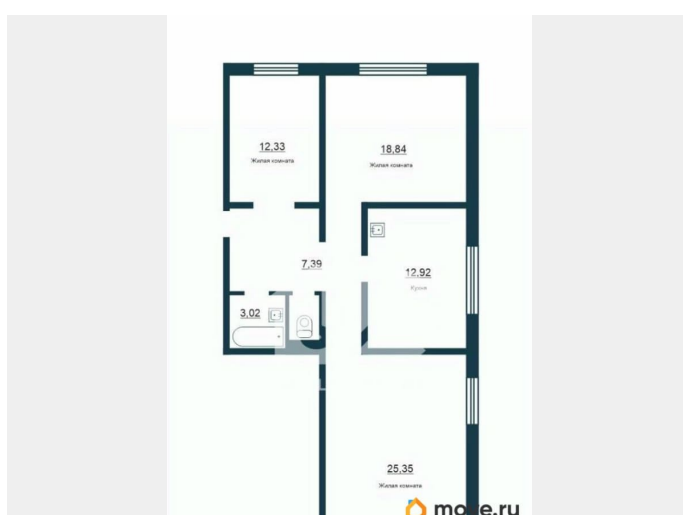 12,33
Жилая комната
18,84
Жилая комната
7,39
12,92
Кухня
3,02
25,35
Жилая комната
move.ru